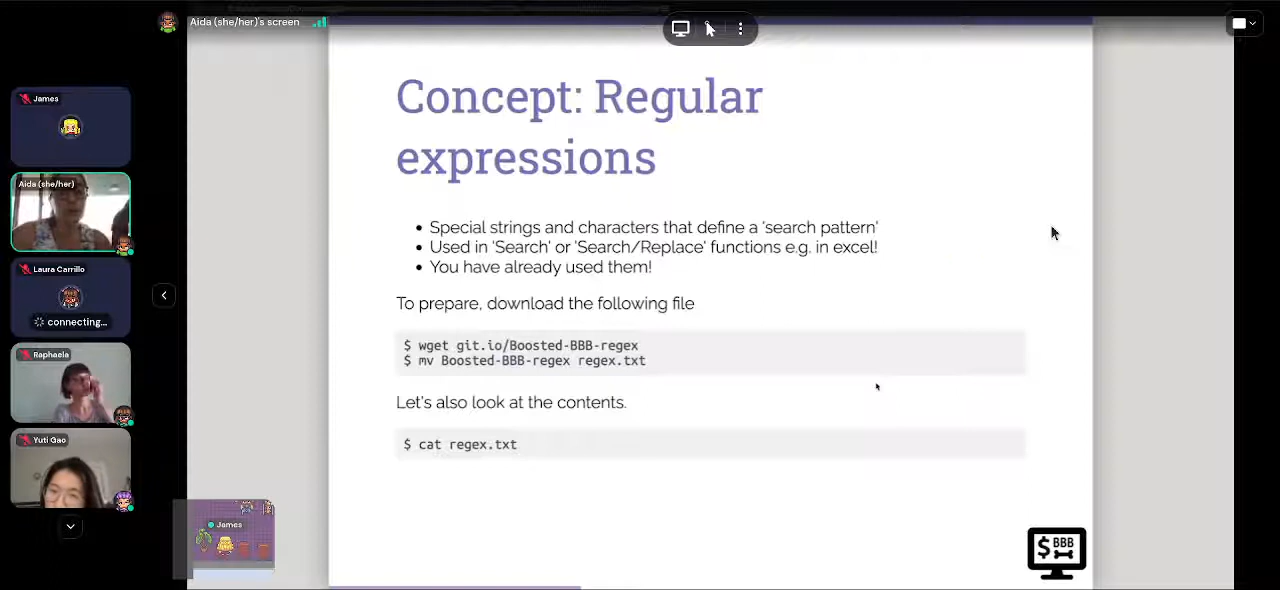 Aida (she/her)'s screen
James
Aida (she/her)
Laura Carrillo
connecting...
Raphaela
Yuti Gao
James
Concept: Regular
expressions
Special strings and characters that define a 'search pattern'
Used in 'Search' or 'Search/Replace' functions e.g. in excel!
You have already used them!
To prepare, download the following file
$ wget git.io/Boosted-BBB-regex
$ mv Boosted-BBB-regex regex.txt
Let's also look at the contents.
$ cat regex.txt
$BBB